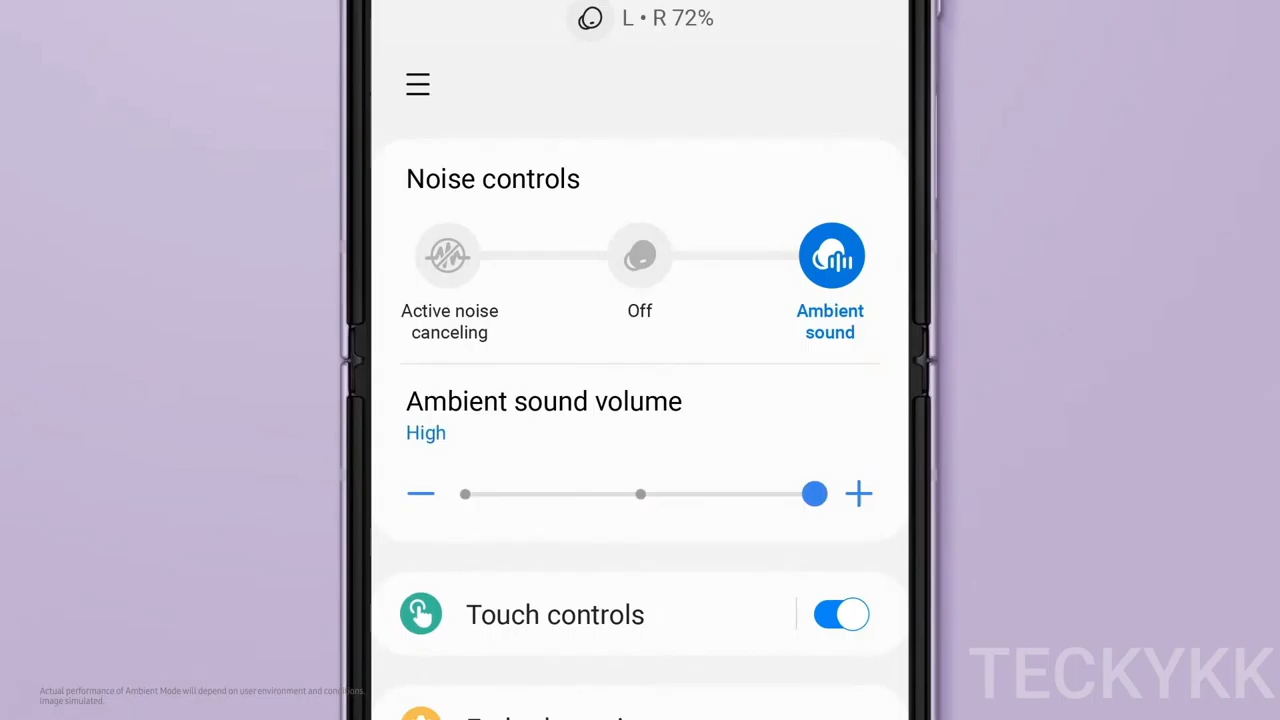 L • R 72%
Noise controls
Active noise
canceling
Off
Ambient
sound
Ambient sound volume
High
Touch controls
TECKYKK
Actual performance of Ambient Mode will depend on user environment and conditions.
Image simulated.